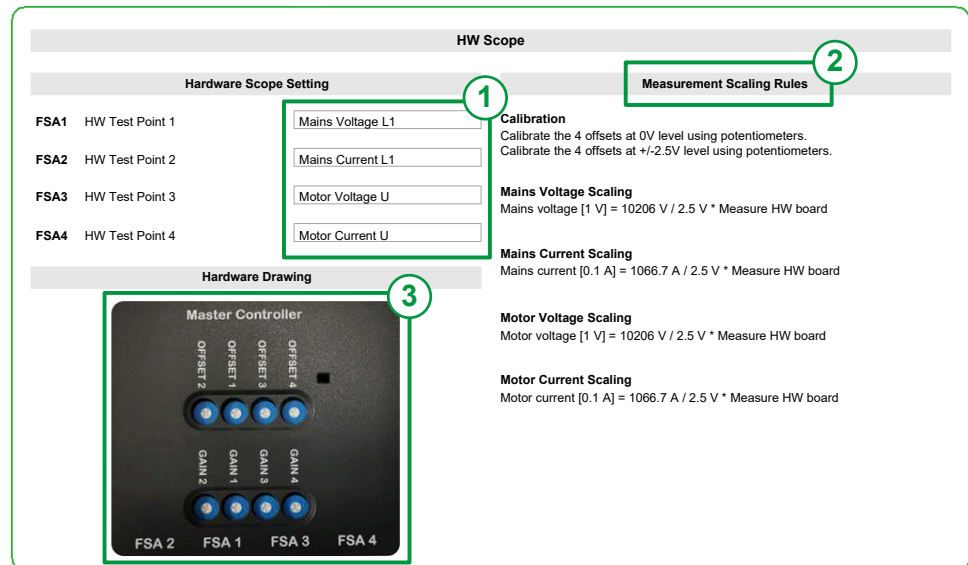 HW Scope
Hardware Scope Setting
1
FSA1 HW Test Point 1 Mains Voltage L1
FSA2 HW Test Point 2 Mains Current L1
FSA3 HW Test Point 3 Motor Voltage U
FSA4 HW Test Point 4 Motor Current U
Hardware Drawing
3
Master Controller
OFFSET 2 OFFSET 1 OFFSET 3 OFFSET 4
GAIN 2 GAIN 1 GAIN 3 GAIN 4
FSA 2 FSA 1 FSA 3 FSA 4
2
Measurement Scaling Rules
Calibration
Calibrate the 4 offsets at 0V level using potentiometers.
Calibrate the 4 offsets at +/-2.5V level using potentiometers.
Mains Voltage Scaling
Mains voltage [1 V] = 10206 V / 2.5 V * Measure HW board
Mains Current Scaling
Mains current [0.1 A] = 1066.7 A / 2.5 V * Measure HW board
Motor Voltage Scaling
Motor voltage [1 V] = 10206 V / 2.5 V * Measure HW board
Motor Current Scaling
Motor current [0.1 A] = 1066.7 A / 2.5 V * Measure HW board